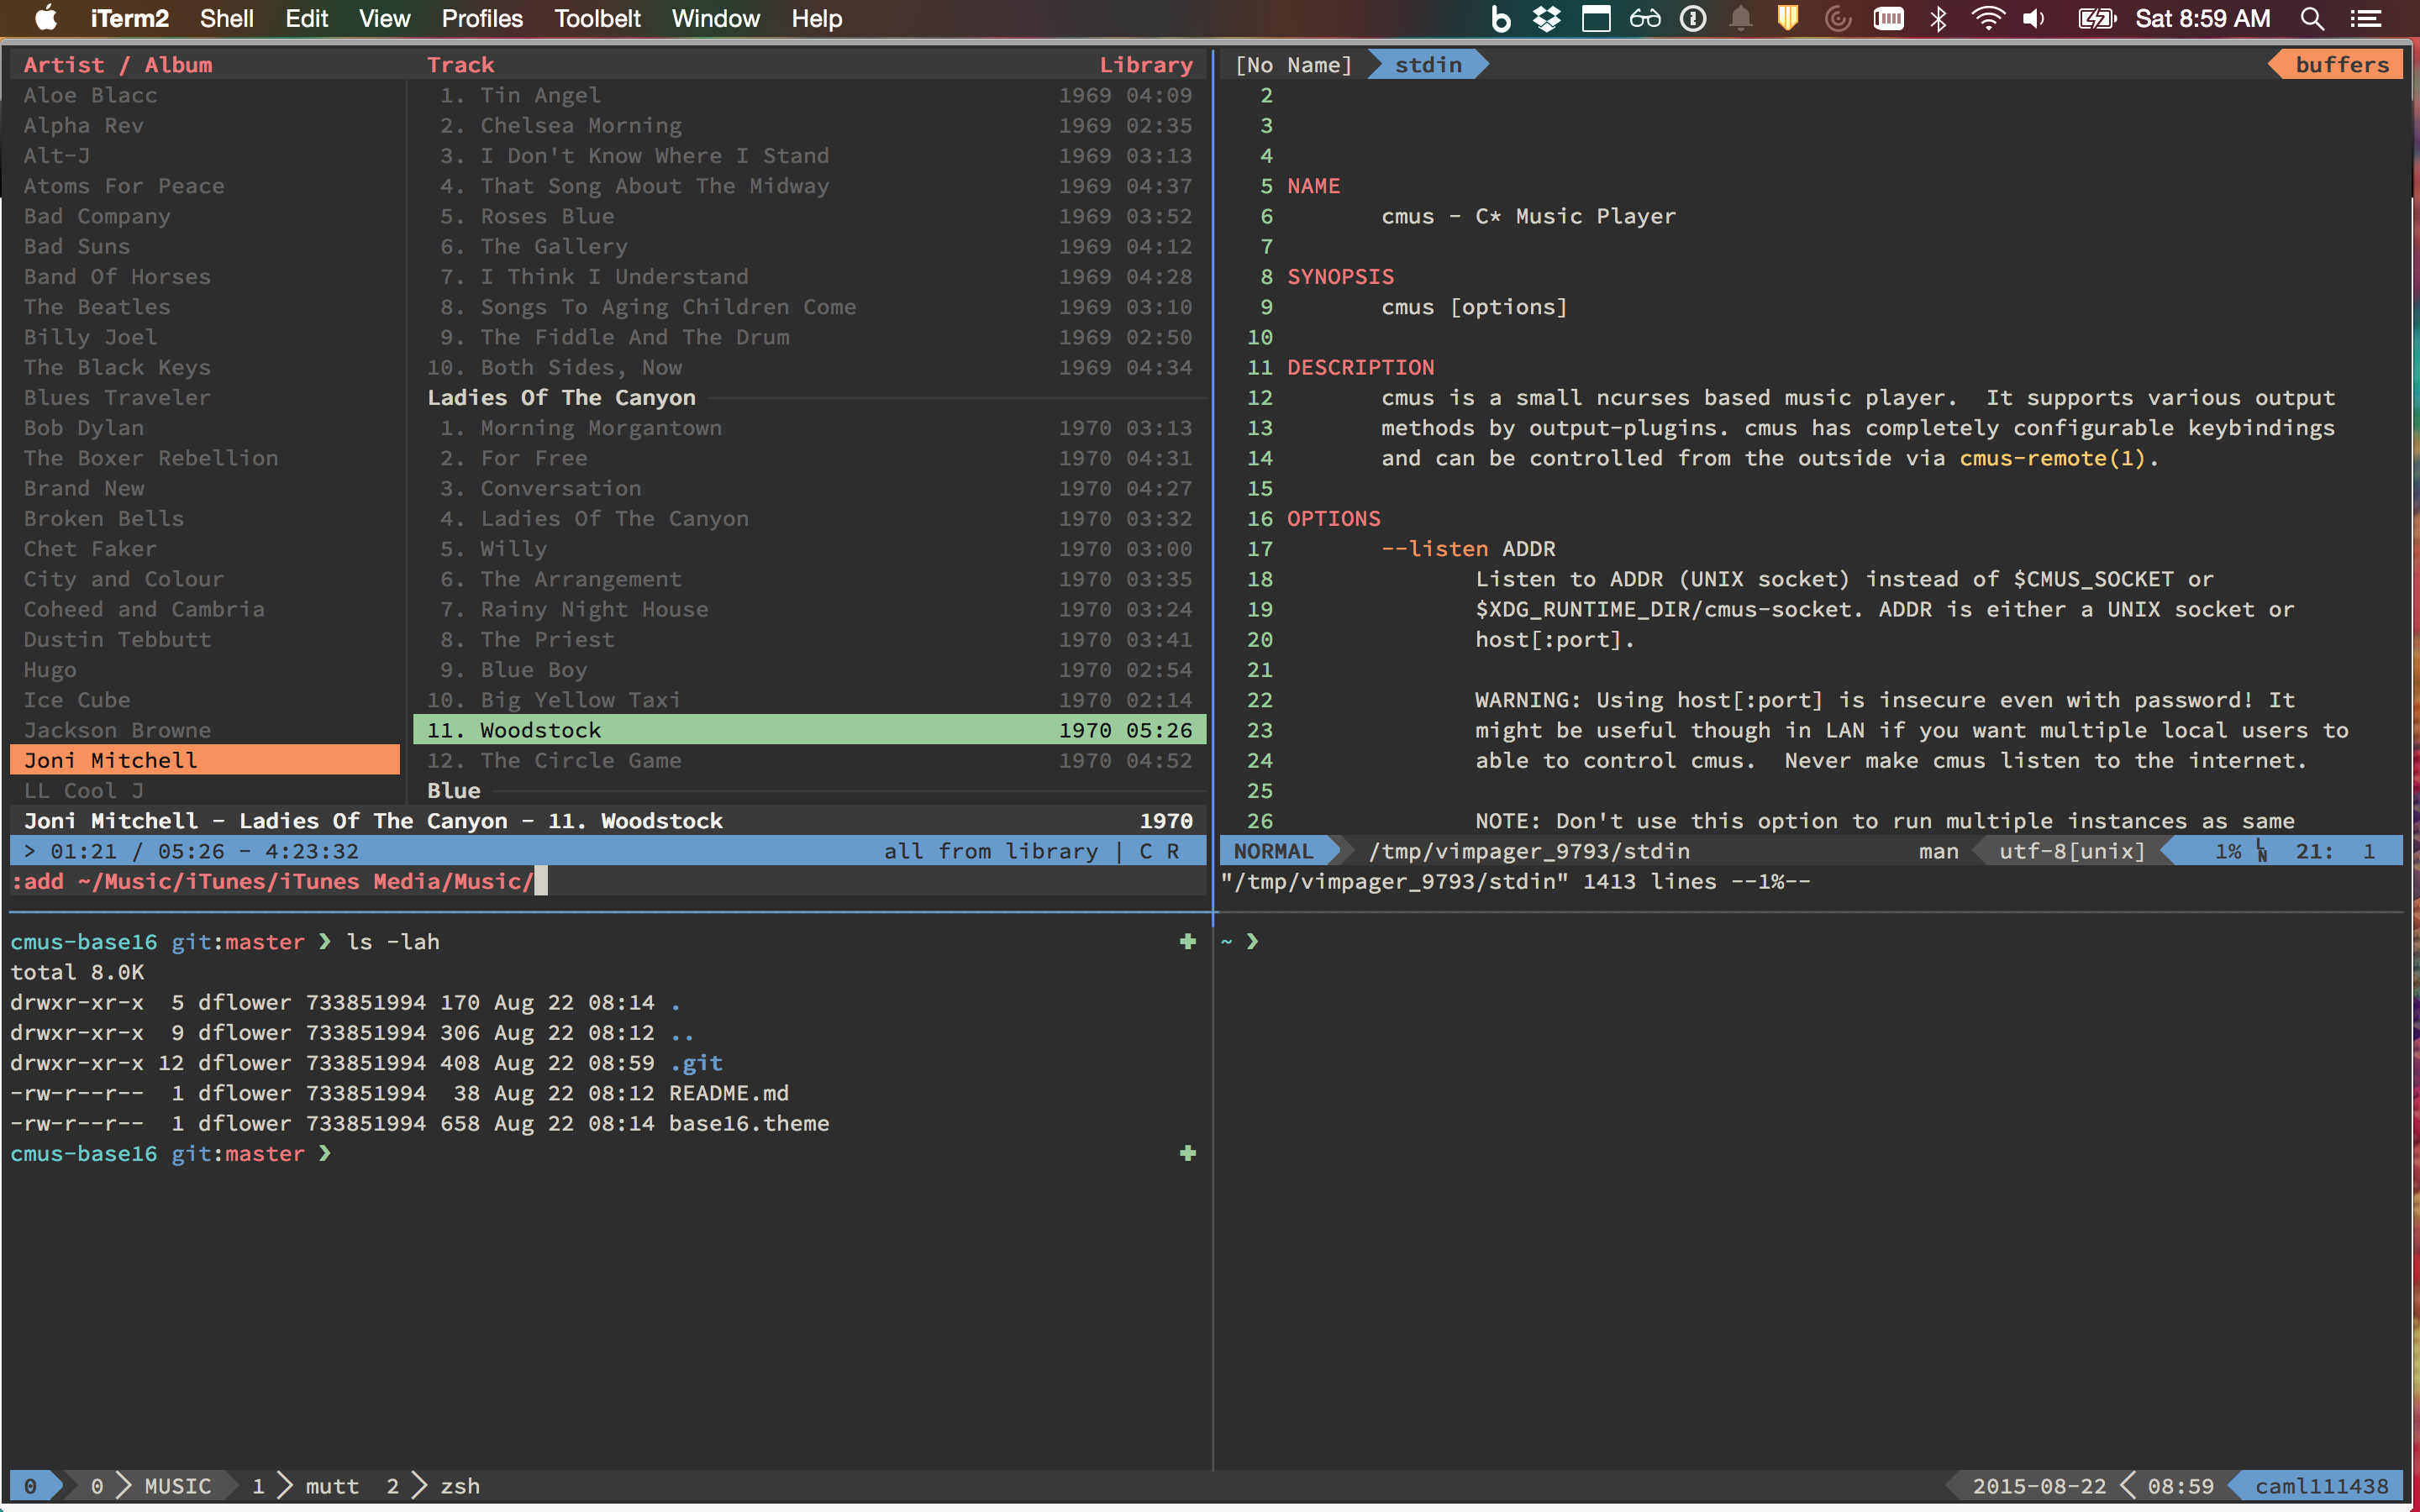 iTerm2 Shell Edit View Profiles Toolbelt Window Help Sat 8:59 AM
Artist / Album Track Library
Aloe Blacc 1. Tin Angel 1969 04:09
Alpha Rev 2. Chelsea Morning 1969 02:35
Alt-J 3. I Don't Know Where I Stand 1969 03:13
Atoms For Peace 4. That Song About The Midway 1969 04:37
Bad Company 5. Roses Blue 1969 03:52
Bad Suns 6. The Gallery 1969 04:12
Band Of Horses 7. I Think I Understand 1969 04:28
The Beatles 8. Songs To Aging Children Come 1969 03:10
Billy Joel 9. The Fiddle And The Drum 1969 02:50
The Black Keys 10. Both Sides, Now 1969 04:34
Blues Traveler Ladies Of The Canyon
Bob Dylan 1. Morning Morgantown 1970 03:13
The Boxer Rebellion 2. For Free 1970 04:31
Brand New 3. Conversation 1970 04:27
Broken Bells 4. Ladies Of The Canyon 1970 03:32
Chet Faker 5. Willy 1970 03:00
City and Colour 6. The Arrangement 1970 03:35
Coheed and Cambria 7. Rainy Night House 1970 03:24
Dustin Tebbutt 8. The Priest 1970 03:41
Hugo 9. Blue Boy 1970 02:54
Ice Cube 10. Big Yellow Taxi 1970 02:14
Jackson Browne 11. Woodstock 1970 05:26
Joni Mitchell 12. The Circle Game 1970 04:52
LL Cool J Blue
Joni Mitchell - Ladies Of The Canyon - 11. Woodstock 1970
> 01:21 / 05:26 - 4:23:32 all from library | C R
:add ~/Music/iTunes/iTunes Media/Music/
[No Name] stdin buffers
2
3
4
5 NAME
6 cmus - C* Music Player
7
8 SYNOPSIS
9 cmus [options]
10
11 DESCRIPTION
12 cmus is a small ncurses based music player.  It supports various output
13 methods by output-plugins. cmus has completely configurable keybindings
14 and can be controlled from the outside via cmus-remote(1).
15
16 OPTIONS
17 --listen ADDR
18 Listen to ADDR (UNIX socket) instead of $CMUS_SOCKET or
19 $XDG_RUNTIME_DIR/cmus-socket. ADDR is either a UNIX socket or
20 host[:port].
21
22 WARNING: Using host[:port] is insecure even with password! It
23 might be useful though in LAN if you want multiple local users to
24 able to control cmus.  Never make cmus listen to the internet.
25
26 NOTE: Don't use this option to run multiple instances as same
NORMAL /tmp/vimpager_9793/stdin man utf-8[unix] 1% LN 21: 1
"/tmp/vimpager_9793/stdin" 1413 lines --1%--
cmus-base16 git:master ❯ ls -lah ✚
total 8.0K
drwxr-xr-x  5 dflower 733851994 170 Aug 22 08:14 .
drwxr-xr-x  9 dflower 733851994 306 Aug 22 08:12 ..
drwxr-xr-x 12 dflower 733851994 408 Aug 22 08:59 .git
-rw-r--r--  1 dflower 733851994  38 Aug 22 08:12 README.md
-rw-r--r--  1 dflower 733851994 658 Aug 22 08:14 base16.theme
cmus-base16 git:master ❯ ✚
~ ❯
0 0 MUSIC 1 mutt 2 zsh 2015-08-22 08:59 caml111438